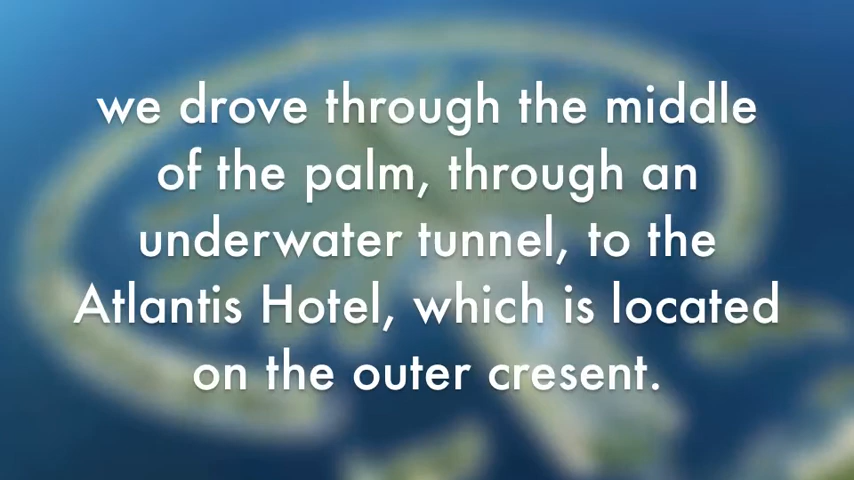 we drove through the middle
of the palm, through an
underwater tunnel, to the
Atlantis Hotel, which is located
on the outer cresent.